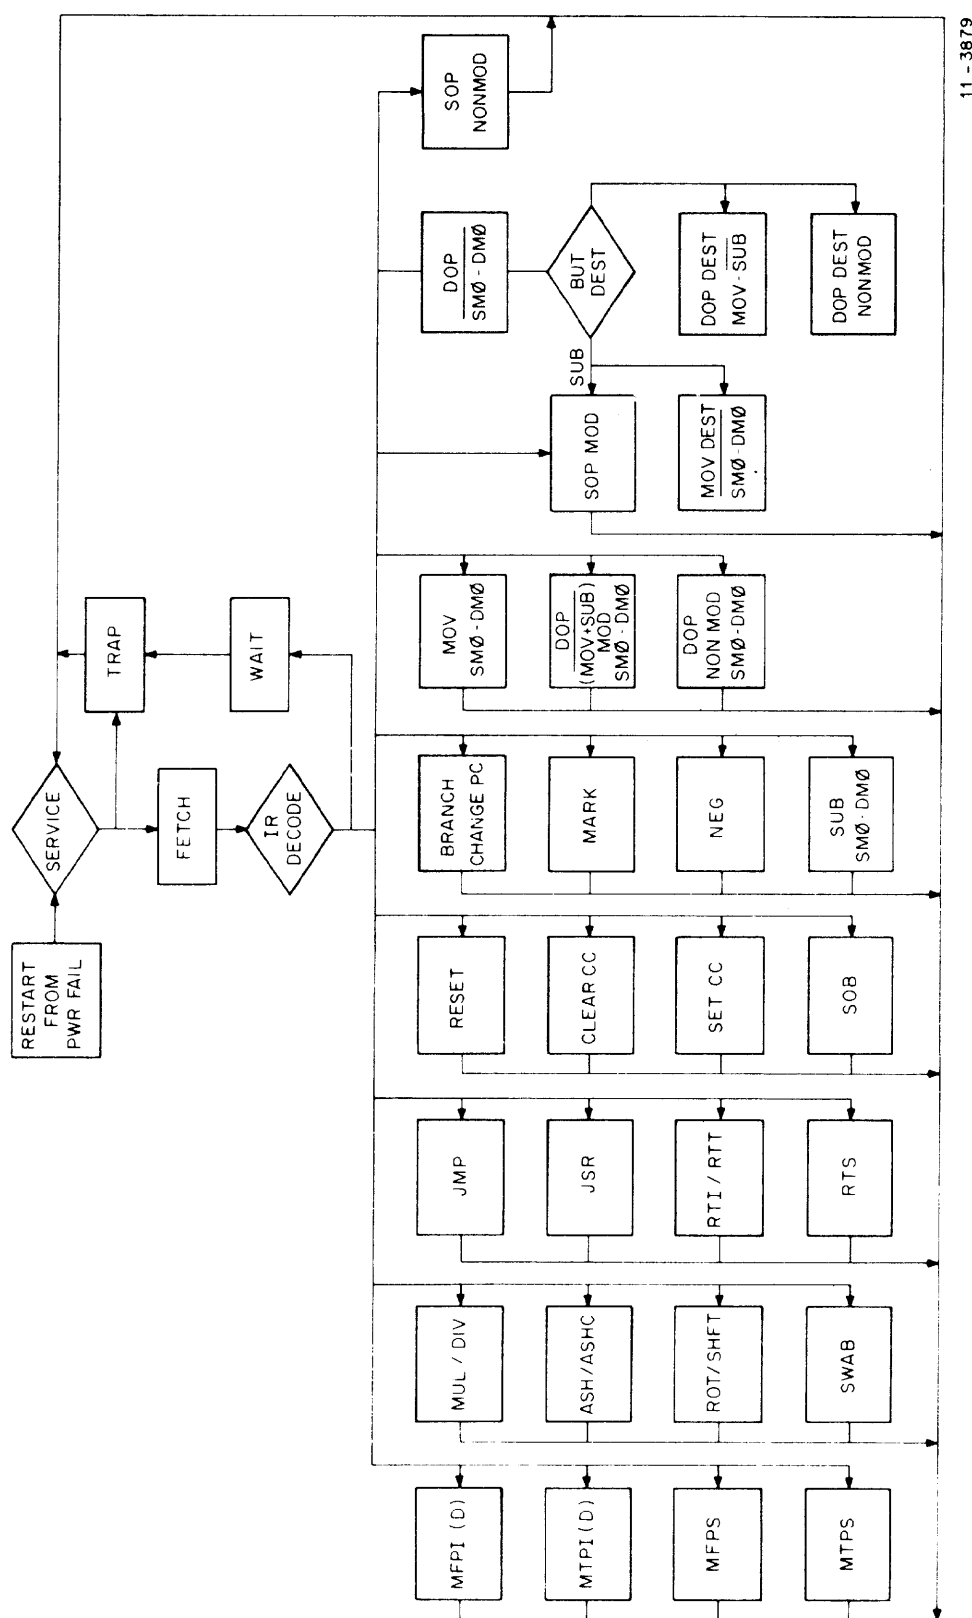 RESTART
FROM
PWR FAIL
SERVICE
TRAP
FETCH
WAIT
IR
DECODE
MFPI (D)
MUL / DIV
JMP
RESET
BRANCH
CHANGE PC
MOV
SMØ·DMØ
DOP
SMØ·DMØ
SOP
NONMOD
MTPI (D)
ASH/ASHC
JSR
CLEAR CC
MARK
DOP
(MOV+SUB)
MOD
SMØ·DMØ
SOP MOD
SUB
BUT
DEST
MFPS
ROT/SHFT
RTI / RTT
SET CC
NEG
DOP
NON MOD
SMØ·DMØ
MOV DEST
SMØ·DMØ
DOP DEST
MOV·SUB
MTPS
SWAB
RTS
SOB
SUB
SMØ·DMØ
DOP DEST
NONMOD
11-3879